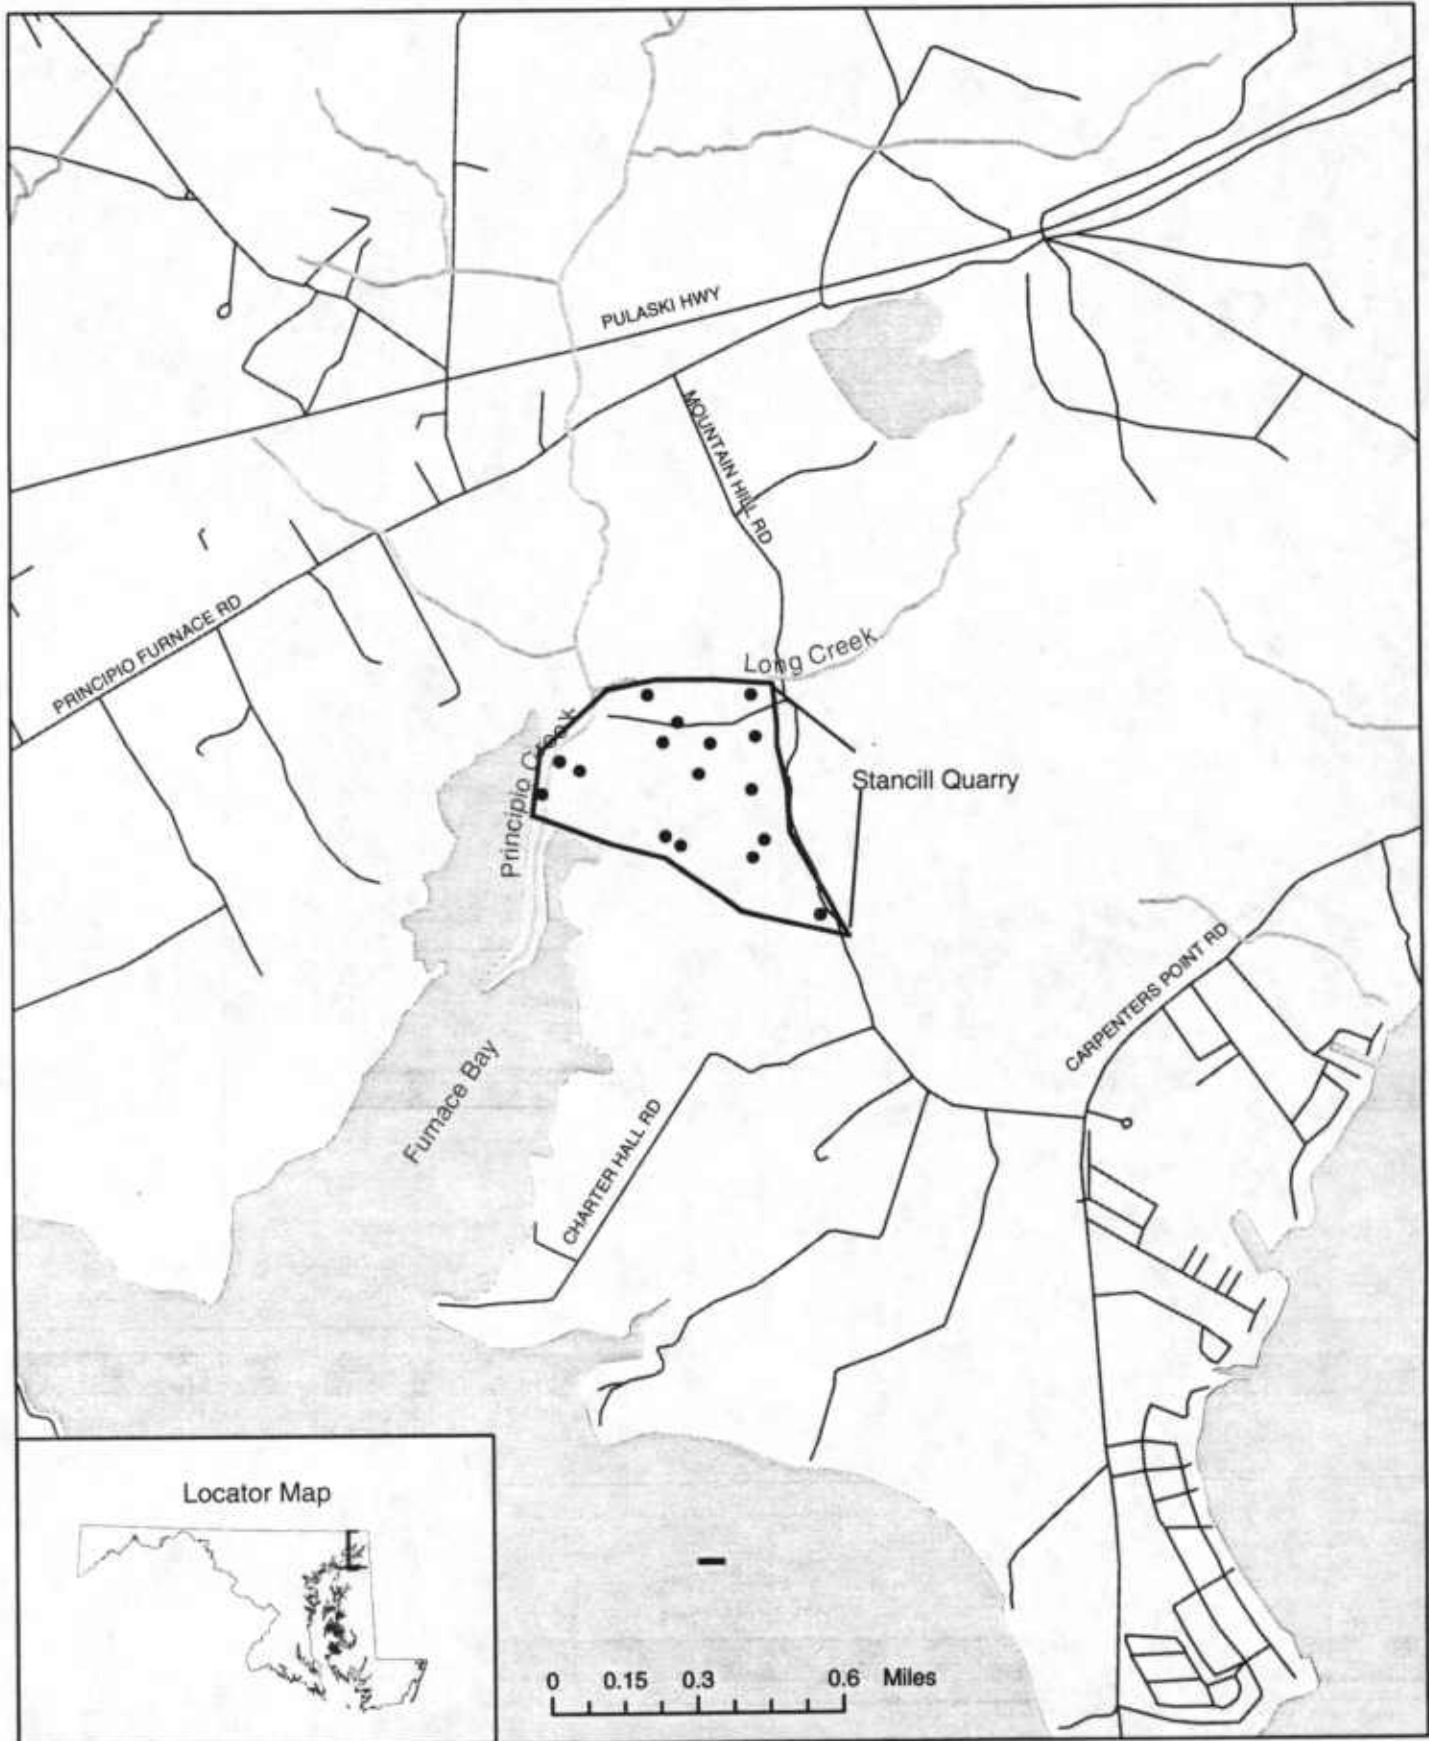 PULASKI HWY
MOUNTAIN HILL RD
PRINCIPIO FURNACE RD
Long Creek
Principio Creek
Stancill Quarry
CARPENTERS POINT RD
Furnace Bay
CHARTER HALL RD
Locator Map
0 0.15 0.3 0.6 Miles